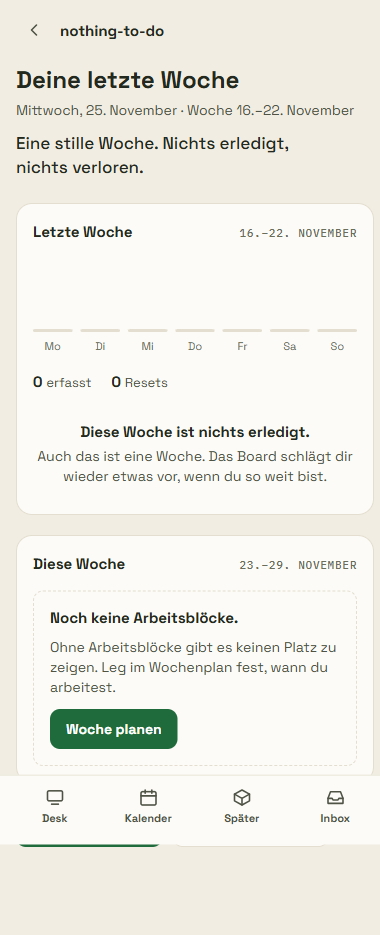 nothing-to-do
Deine letzte Woche
Mittwoch, 25. November · Woche 16.–22. November
Eine stille Woche. Nichts erledigt,
nichts verloren.
Letzte Woche 16.–22. NOVEMBER
Mo Di Mi Do Fr Sa So
0 erfasst 0 Resets
Diese Woche ist nichts erledigt.
Auch das ist eine Woche. Das Board schlägt dir
wieder etwas vor, wenn du so weit bist.
Diese Woche 23.–29. NOVEMBER
Noch keine Arbeitsblöcke.
Ohne Arbeitsblöcke gibt es keinen Platz zu
zeigen. Leg im Wochenplan fest, wann du
arbeitest.
Woche planen
Desk Kalender Später Inbox